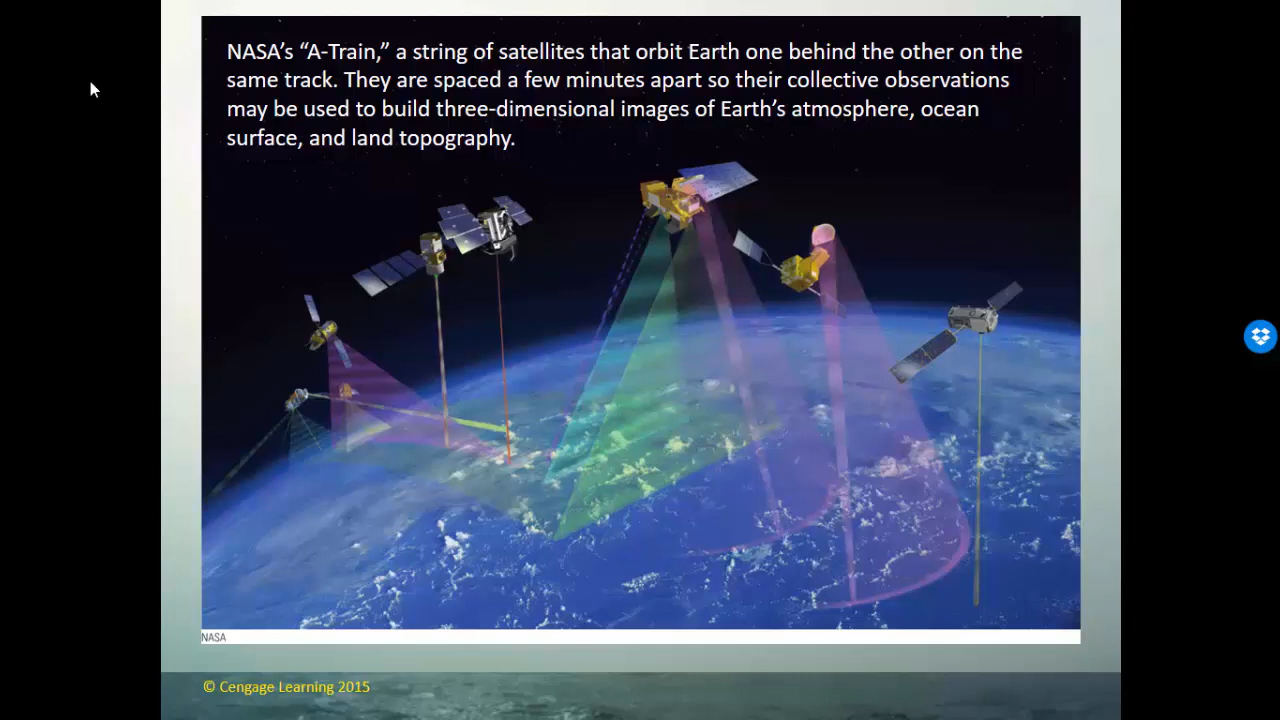 NASA’s “A-Train,” a string of satellites that orbit Earth one behind the other on the
same track. They are spaced a few minutes apart so their collective observations
may be used to build three-dimensional images of Earth’s atmosphere, ocean
surface, and land topography.
NASA
© Cengage Learning 2015